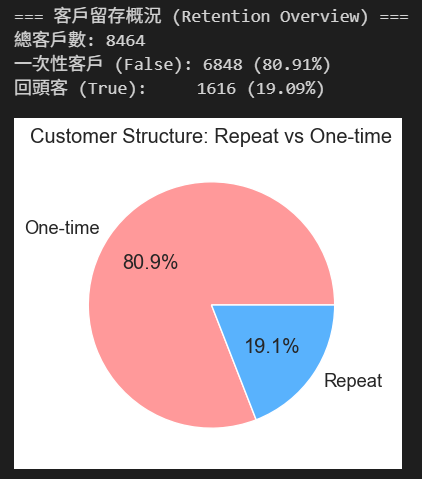 === 客戶留存概況 (Retention Overview) ===
總客戶數: 8464
一次性客戶 (False): 6848 (80.91%)
回頭客 (True):     1616 (19.09%)
Customer Structure: Repeat vs One-time
One-time
80.9%
19.1%
Repeat